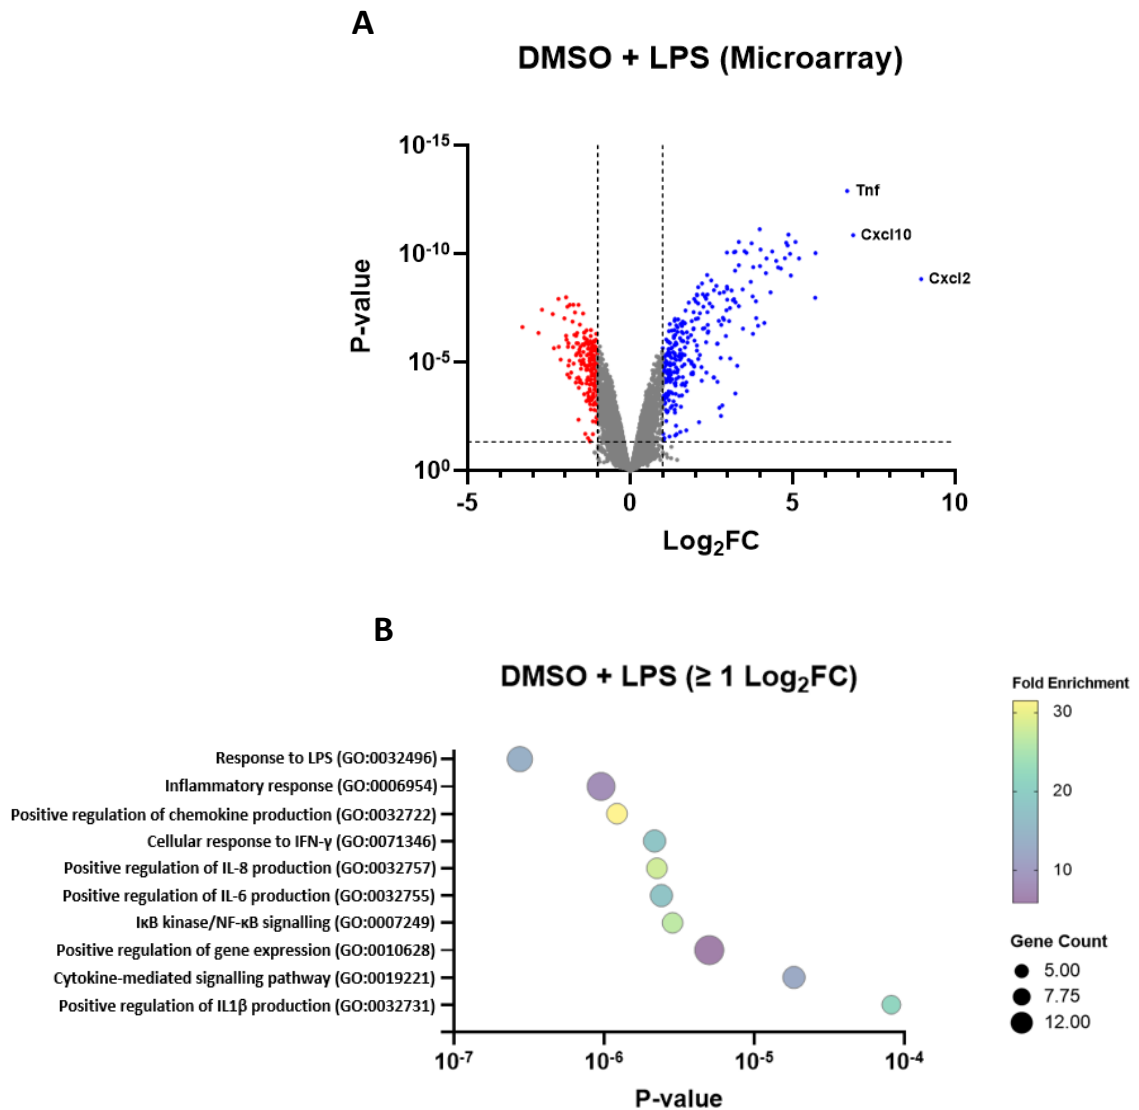 A
DMSO + LPS (Microarray)
10-15
10-10
10-5
10⁰
P-value
Tnf
Cxcl10
Cxcl2
-5
0
5
10
Log₂FC
B
DMSO + LPS (≥ 1 Log₂FC)
Response to LPS (GO:0032496)
Inflammatory response (GO:0006954)
Positive regulation of chemokine production (GO:0032722)
Cellular response to IFN-γ (GO:0071346)
Positive regulation of IL-8 production (GO:0032757)
Positive regulation of IL-6 production (GO:0032755)
IκB kinase/NF-κB signalling (GO:0007249)
Positive regulation of gene expression (GO:0010628)
Cytokine-mediated signalling pathway (GO:0019221)
Positive regulation of IL1β production (GO:0032731)
10-7
10-6
10-5
10-4
P-value
Fold Enrichment
30
20
10
Gene Count
5.00
7.75
12.00